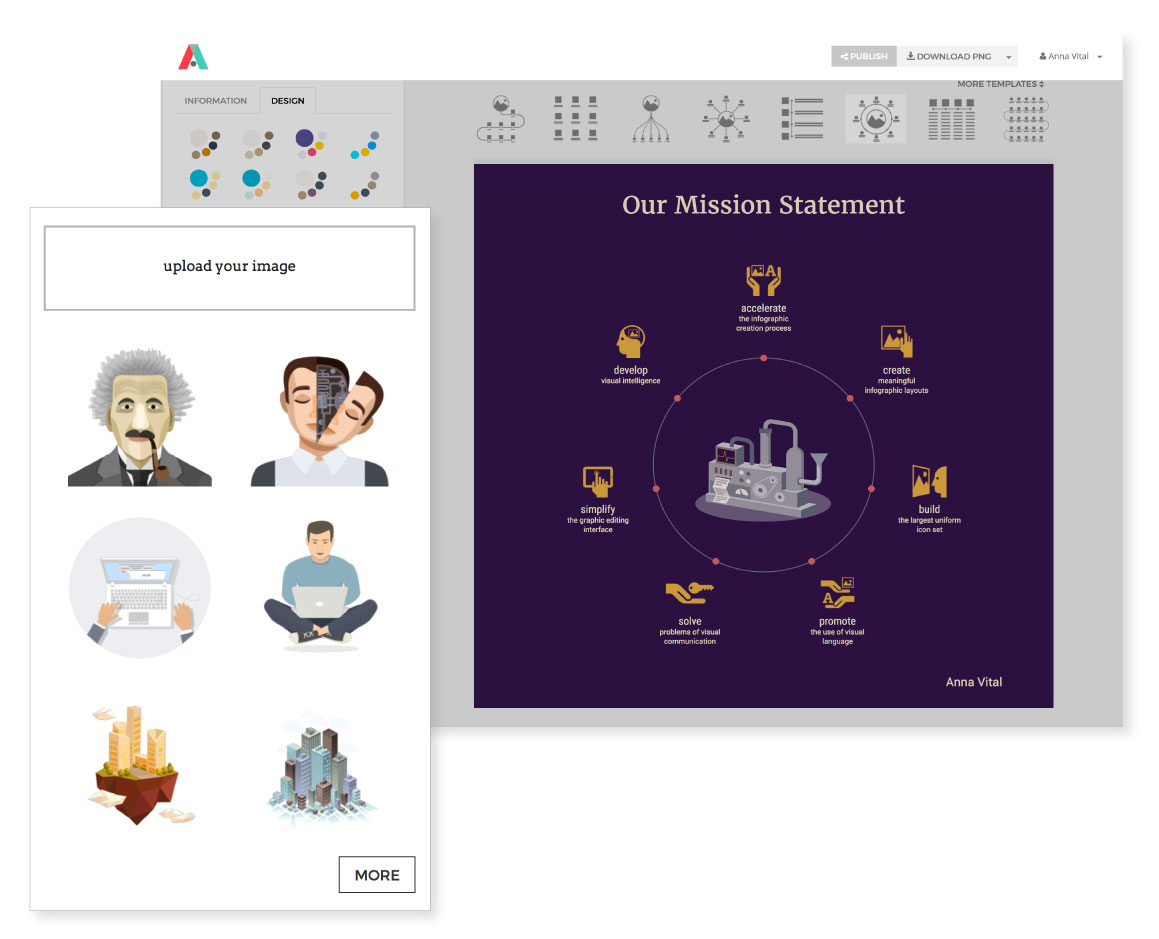 PUBLISH
DOWNLOAD PNG
Anna Vital
INFORMATION
DESIGN
MORE TEMPLATES
upload your image
MORE
Our Mission Statement
accelerate
the infographic
creation process
develop
visual intelligence
create
meaningful
infographic layouts
simplify
the graphic editing
interface
build
the largest uniform
icon set
solve
problems of visual
communication
promote
the use of visual
language
Anna Vital